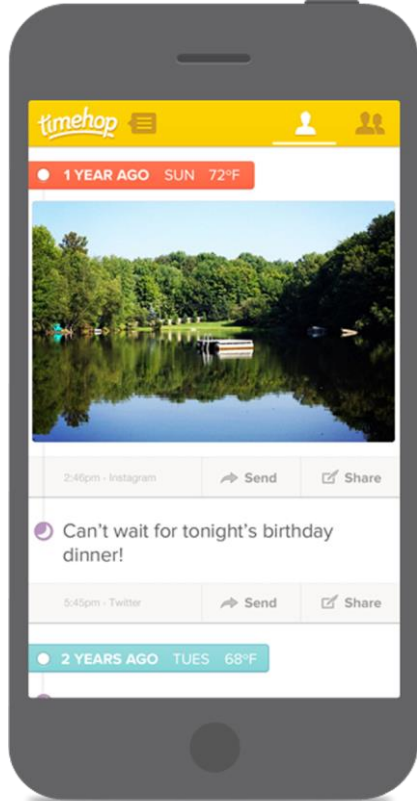 timehop
1 YEAR AGO SUN 72°F
2:46pm - Instagram Send Share
Can't wait for tonight's birthday
dinner!
5:45pm - Twitter Send Share
2 YEARS AGO TUES 68°F